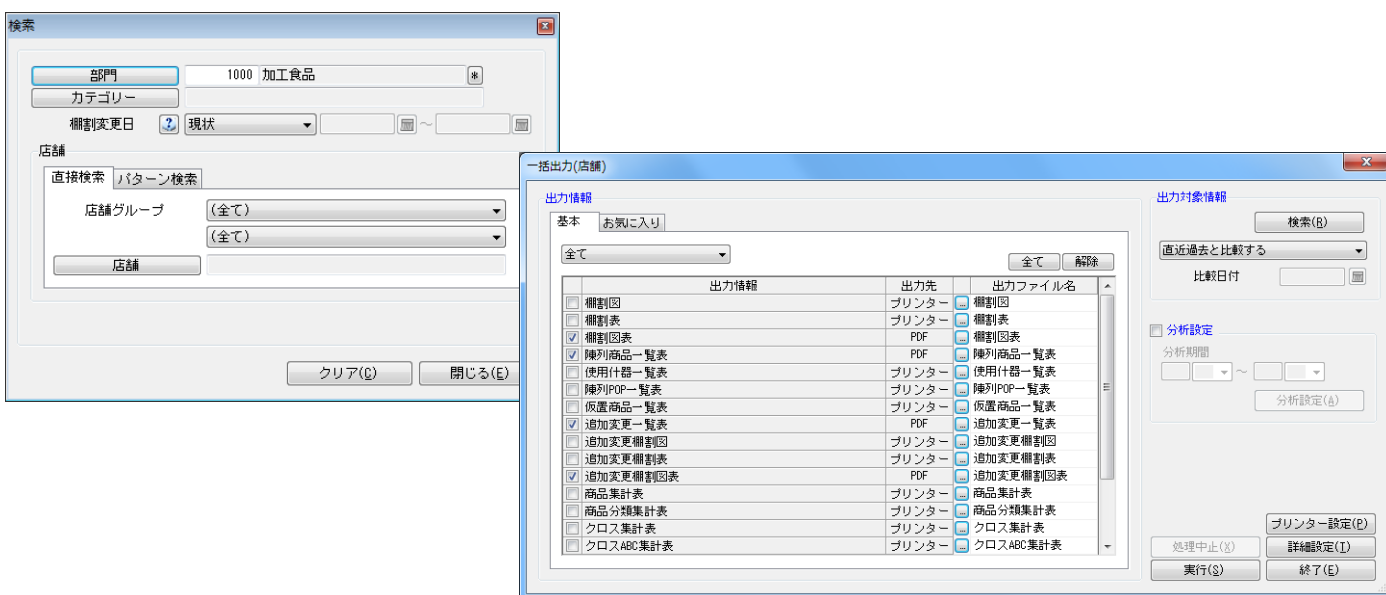 検索
部門 1000 加工食品 *
カテゴリー
棚割変更日 ? 現状 ～
店舗
直接検索 パターン検索
店舗グループ (全て)
(全て)
店舗
クリア(C) 閉じる(E)
一括出力(店舗)
出力情報
基本 お気に入り
全て 全て 解除
出力情報 出力先 出力ファイル名
棚割図 プリンター ... 棚割図
棚割表 プリンター ... 棚割表
棚割図表 PDF ... 棚割図表
陳列商品一覧表 PDF ... 陳列商品一覧表
使用什器一覧表 プリンター ... 使用什器一覧表
陳列POP一覧表 プリンター ... 陳列POP一覧表
仮置商品一覧表 プリンター ... 仮置商品一覧表
追加変更一覧表 PDF ... 追加変更一覧表
追加変更棚割図 プリンター ... 追加変更棚割図
追加変更棚割表 プリンター ... 追加変更棚割表
追加変更棚割図表 PDF ... 追加変更棚割図表
商品集計表 プリンター ... 商品集計表
商品分類集計表 プリンター ... 商品分類集計表
クロス集計表 プリンター ... クロス集計表
クロスABC集計表 プリンター ... クロスABC集計表
出力対象情報
検索(R)
直近過去と比較する
比較日付
分析設定
分析期間
～
分析設定(A)
プリンター設定(P)
処理中止(X) 詳細設定(I)
実行(S) 終了(E)